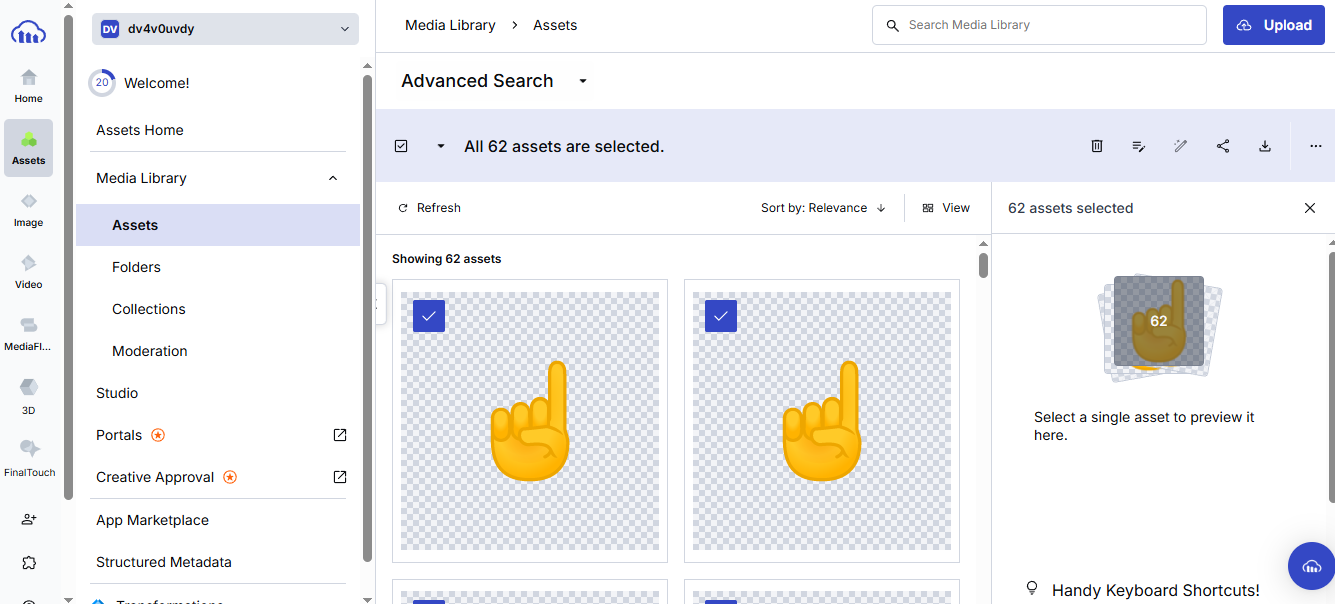 DV dv4v0uvdy
20 Welcome!
Assets Home
Media Library
Assets
Folders
Collections
Moderation
Studio
Portals
Creative Approval
App Marketplace
Structured Metadata
Transformations
Home
Assets
Image
Video
MediaFl...
3D
FinalTouch
Media Library > Assets
Search Media Library
Upload
Advanced Search
All 62 assets are selected.
Refresh
Sort by: Relevance
View
62 assets selected
Showing 62 assets
62
Select a single asset to preview it
here.
Handy Keyboard Shortcuts!